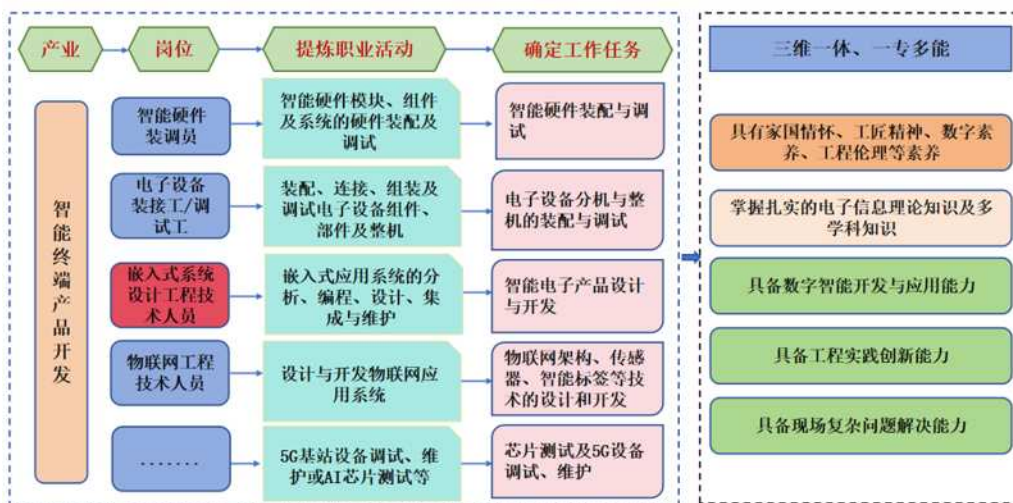 产业
岗位
提炼职业活动
确定工作任务
智能终端产品开发
智能硬件
装调员
智能硬件模块、组件
及系统的硬件装配及
调试
智能硬件装配与调
试
电子设备
装接工/调
试工
装配、连接、组装及
调试电子设备组件、
部件及整机
电子设备分机与整
机的装配与调试
嵌入式系统
设计工程技
术人员
嵌入式应用系统的分
析、编程、设计、集
成与维护
智能电子产品设计
与开发
物联网工程
技术人员
设计与开发物联网应
用系统
物联网架构、传感
器、智能标签等技
术的设计和开发
.......
5G基站设备调试、维
护或AI芯片测试等
芯片测试及5G设备
调试、维护
三维一体、一专多能
具有家国情怀、工匠精神、数字素
养、工程伦理等素养
掌握扎实的电子信息理论知识及多
学科知识
具备数字智能开发与应用能力
具备工程实践创新能力
具备现场复杂问题解决能力